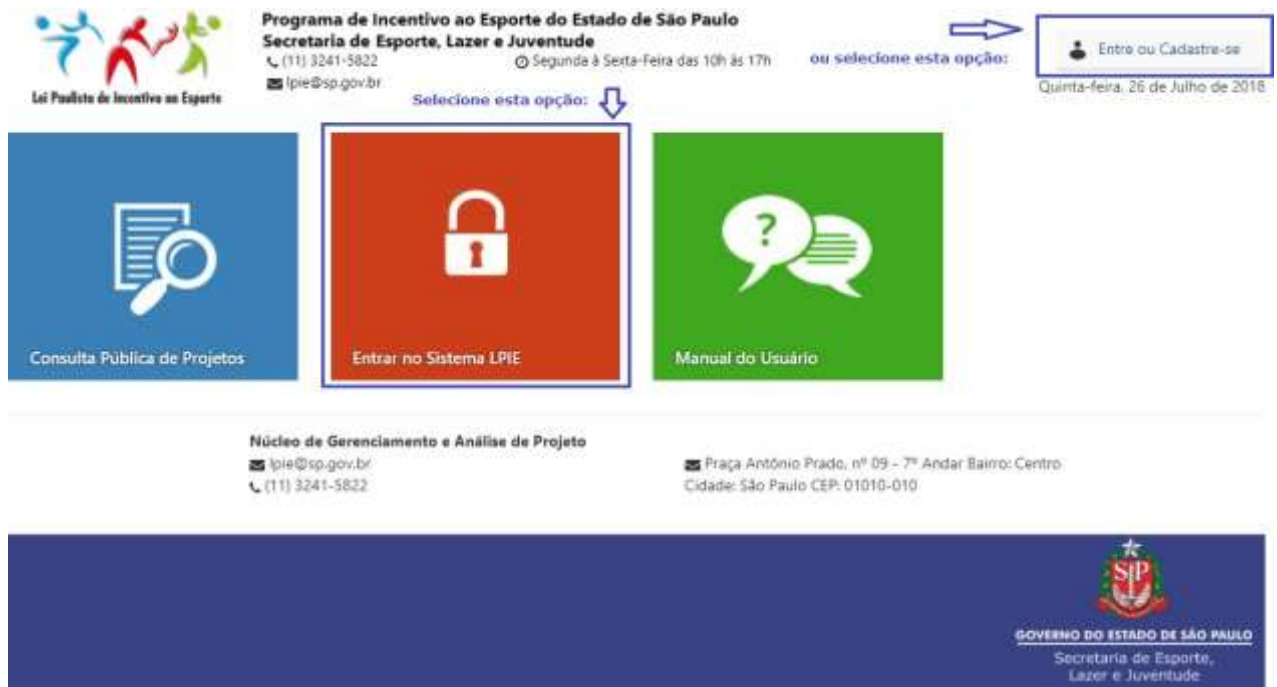 Lei Paulista de Incentivo ao Esporte
Programa de Incentivo ao Esporte do Estado de São Paulo
Secretaria de Esporte, Lazer e Juventude
(11) 3241-5822
Segunda à Sexta-Feira das 10h às 17h
lpie@sp.gov.br
Selecione esta opção:
ou selecione esta opção:
Entre ou Cadastre-se
Quinta-feira, 26 de Julho de 2018
?
Consulta Pública de Projetos
Entrar no Sistema LPIE
Manual do Usuário
Núcleo de Gerenciamento e Análise de Projeto
lpie@sp.gov.br
(11) 3241-5822
Praça Antônio Prado, nº 09 – 7º Andar Bairro: Centro
Cidade: São Paulo CEP: 01010-010
SP
GOVERNO DO ESTADO DE SÃO PAULO
Secretaria de Esporte,
Lazer e Juventude